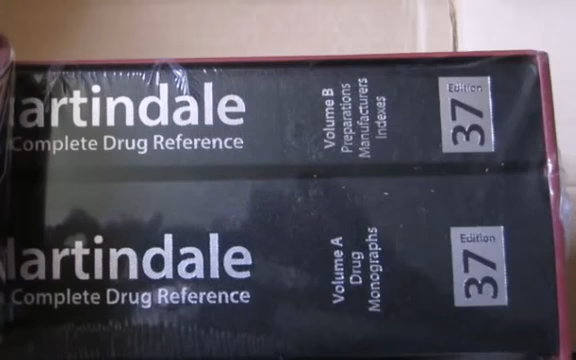 artindale
Complete Drug Reference
Volume B
Preparations
Manufacturers
Indexes
Edition
37
artindale
Complete Drug Reference
Volume A
Drug
Monographs
Edition
37